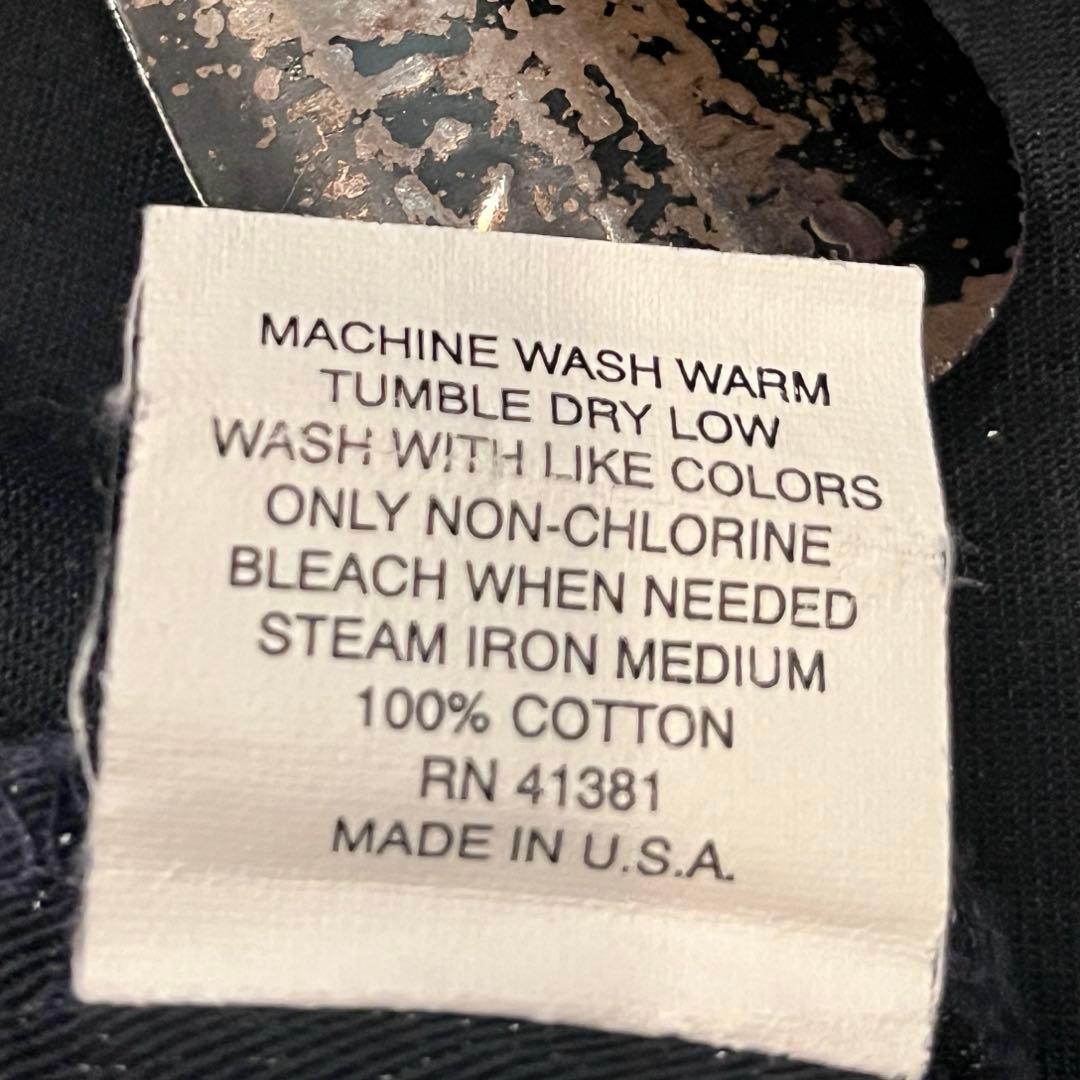 MACHINE WASH WARM
TUMBLE DRY LOW
WASH WITH LIKE COLORS
ONLY NON-CHLORINE
BLEACH WHEN NEEDED
STEAM IRON MEDIUM
100% COTTON
RN 41381
MADE IN U.S.A.